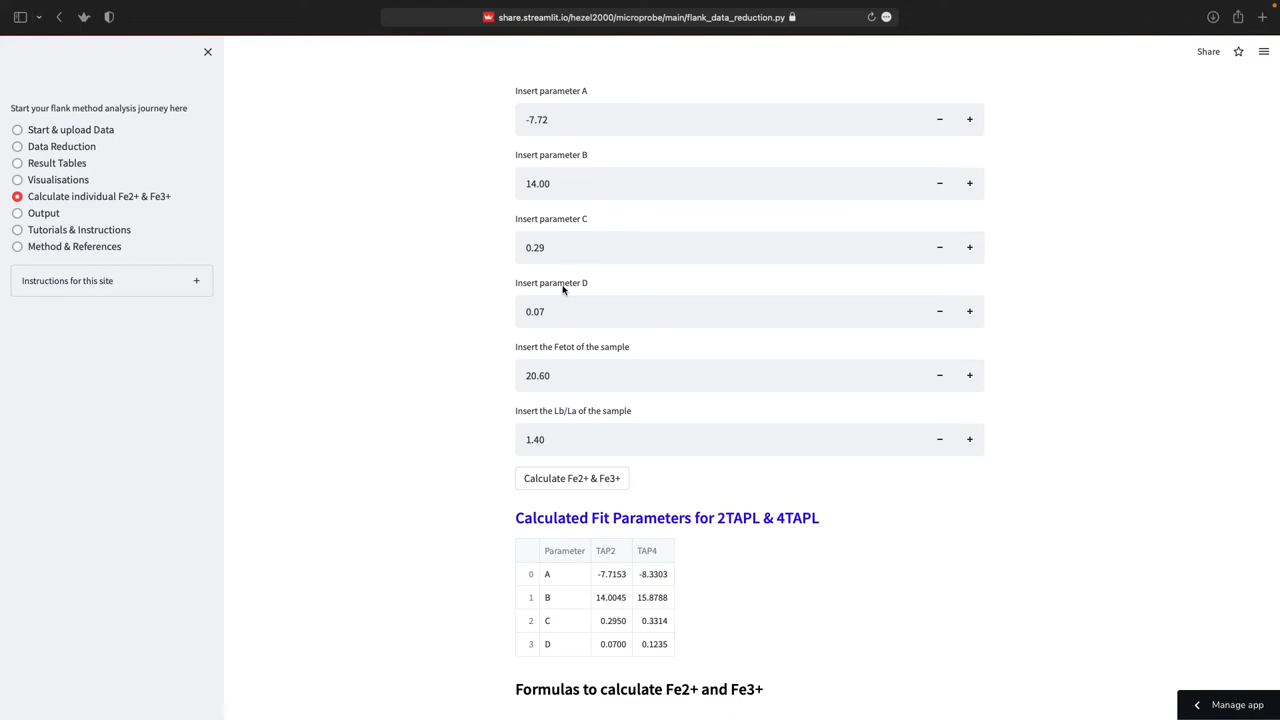 share.streamlit.io/hezel2000/microprobe/main/flank_data_reduction.py
Share
Start your flank method analysis journey here
Start & upload Data
Data Reduction
Result Tables
Visualisations
Calculate individual Fe2+ & Fe3+
Output
Tutorials & Instructions
Method & References
Instructions for this site
Insert parameter A
-7.72
Insert parameter B
14.00
Insert parameter C
0.29
Insert parameter D
0.07
Insert the Fetot of the sample
20.60
Insert the Lb/La of the sample
1.40
Calculate Fe2+ & Fe3+
Calculated Fit Parameters for 2TAPL & 4TAPL
Parameter TAP2 TAP4
0 A -7.7153 -8.3303
1 B 14.0045 15.8788
2 C 0.2950 0.3314
3 D 0.0700 0.1235
Formulas to calculate Fe2+ and Fe3+
Manage app